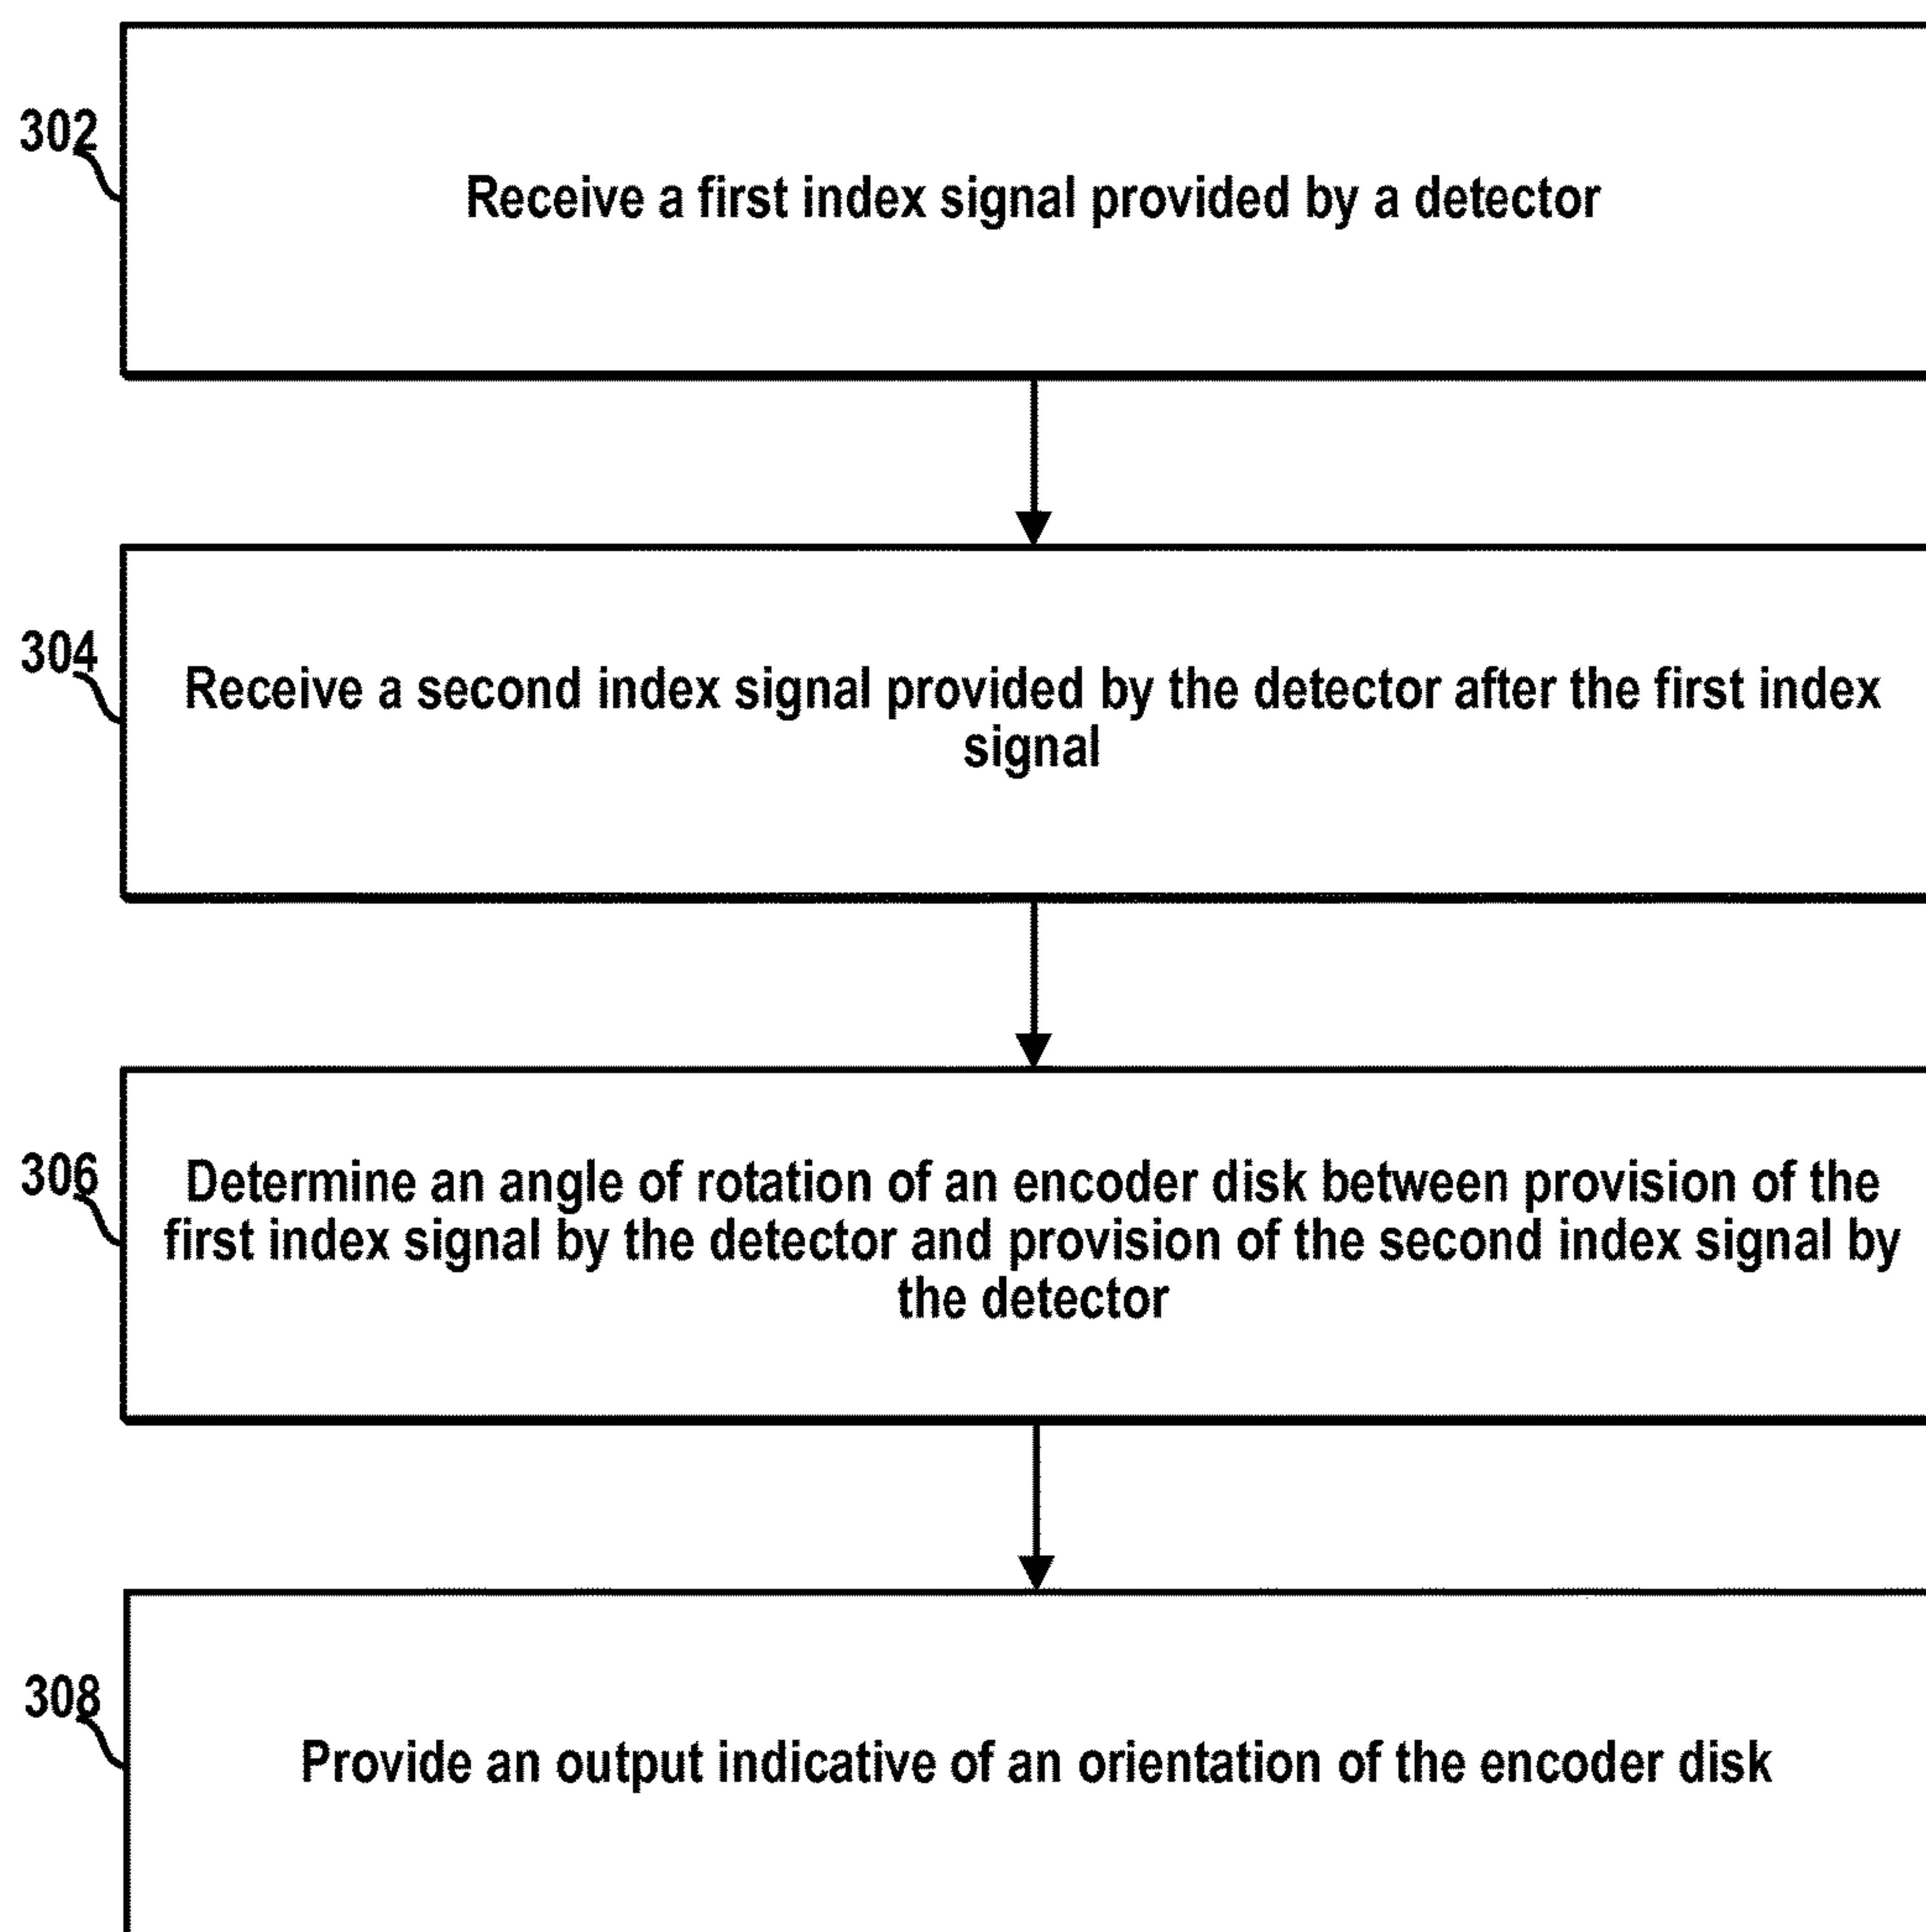 302
Receive a first index signal provided by a detector
304
Receive a second index signal provided by the detector after the first index
signal
306
Determine an angle of rotation of an encoder disk between provision of the
first index signal by the detector and provision of the second index signal by
the detector
308
Provide an output indicative of an orientation of the encoder disk